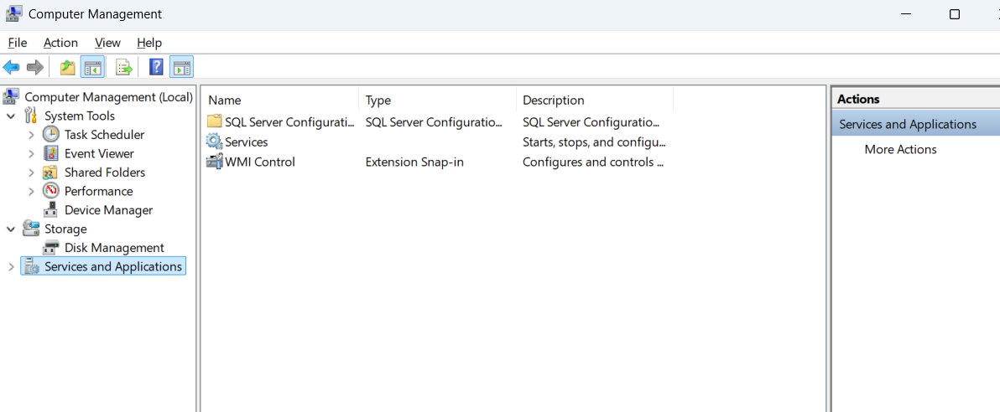 Computer Management
File Action View Help
Computer Management (Local)
System Tools
Task Scheduler
Event Viewer
Shared Folders
Performance
Device Manager
Storage
Disk Management
Services and Applications
Name Type Description
SQL Server Configurati... SQL Server Configuratio... SQL Server Configuratio...
Services Starts, stops, and configu...
WMI Control Extension Snap-in Configures and controls ...
Actions
Services and Applications
More Actions